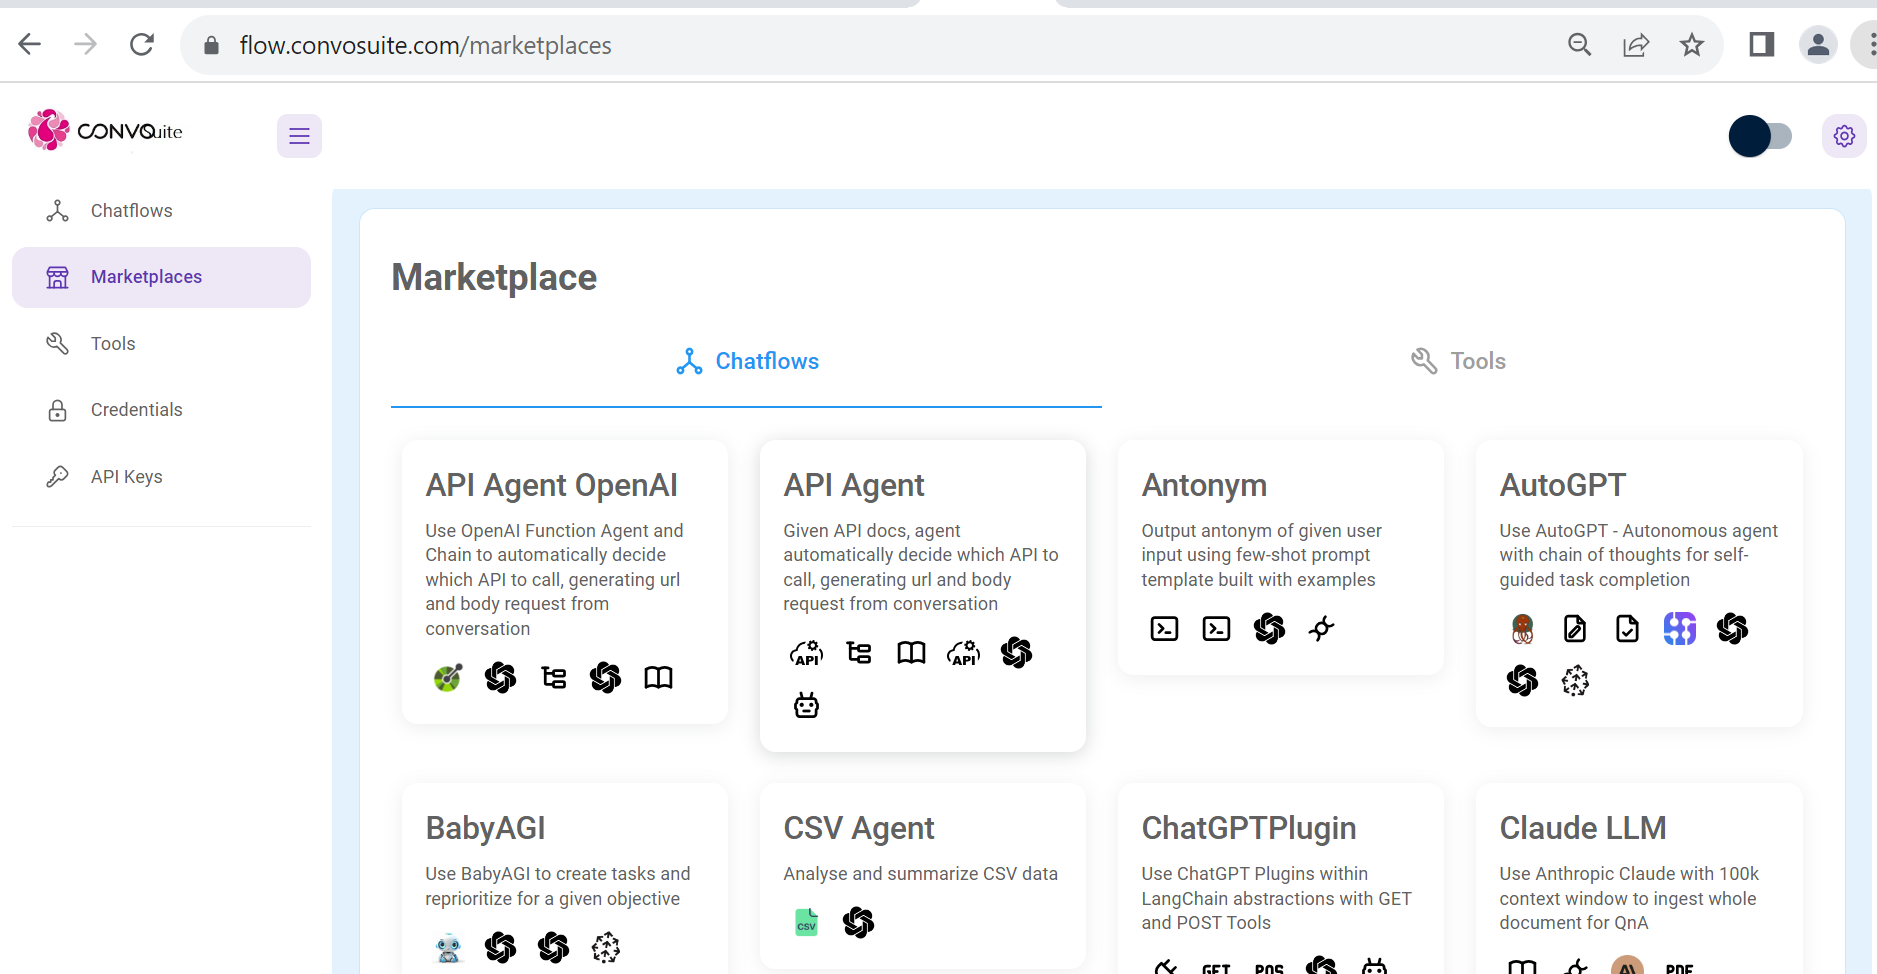 flow.convosuite.com/marketplaces
CONVOSuite
Chatflows
Marketplaces
Tools
Credentials
API Keys
Marketplace
Chatflows
Tools
API Agent OpenAI
Use OpenAI Function Agent and
Chain to automatically decide
which API to call, generating url
and body request from
conversation
API Agent
Given API docs, agent
automatically decide which API to
call, generating url and body
request from conversation
API
API
Antonym
Output antonym of given user
input using few-shot prompt
template built with examples
AutoGPT
Use AutoGPT - Autonomous agent
with chain of thoughts for self-
guided task completion
BabyAGI
Use BabyAGI to create tasks and
reprioritize for a given objective
CSV Agent
Analyse and summarize CSV data
CSV
ChatGPTPlugin
Use ChatGPT Plugins within
LangChain abstractions with GET
and POST Tools
GET
POS
Claude LLM
Use Anthropic Claude with 100k
context window to ingest whole
document for QnA
AI
PDF